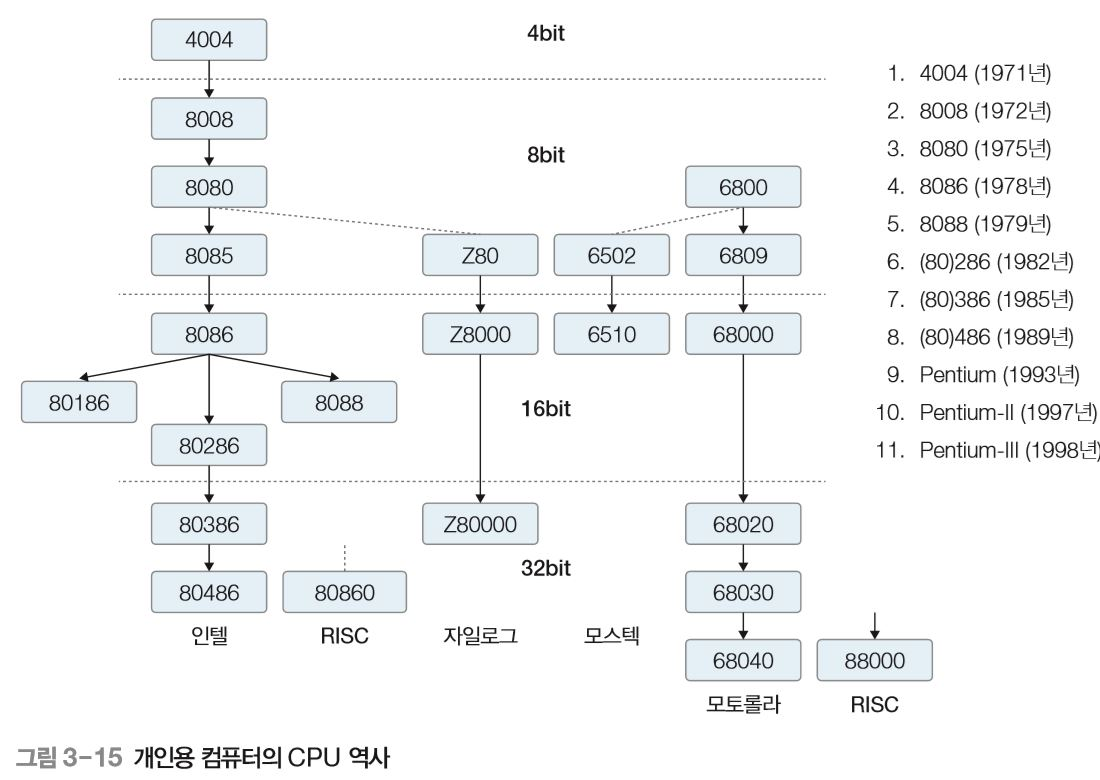 4004
4bit
8008
8bit
8080
6800
8085
Z80
6502
6809
8086
Z8000
6510
68000
80186
8088
16bit
80286
80386
Z80000
68020
32bit
80486
80860
68030
인텔
RISC
자일로그
모스텍
68040
88000
모토롤라
RISC
1. 4004 (1971년)
2. 8008 (1972년)
3. 8080 (1975년)
4. 8086 (1978년)
5. 8088 (1979년)
6. (80)286 (1982년)
7. (80)386 (1985년)
8. (80)486 (1989년)
9. Pentium (1993년)
10. Pentium-II (1997년)
11. Pentium-III (1998년)
그림 3-15 개인용 컴퓨터의 CPU 역사